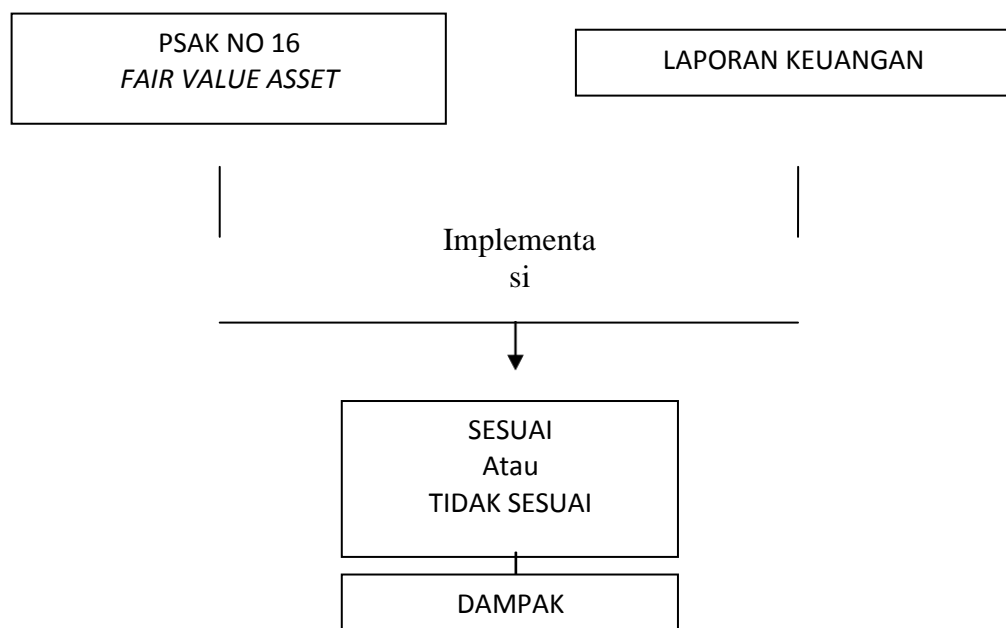 PSAK NO 16
FAIR VALUE ASSET
LAPORAN KEUANGAN
Implementa
si
SESUAI
Atau
TIDAK SESUAI
DAMPAK